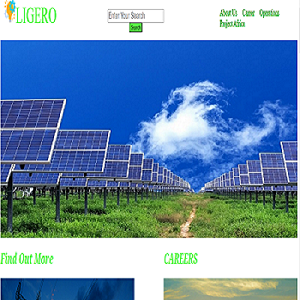 LIGERO
Enter Your Search
Search
About Us Career Operations
Project Africa
Find Out More
CAREERS